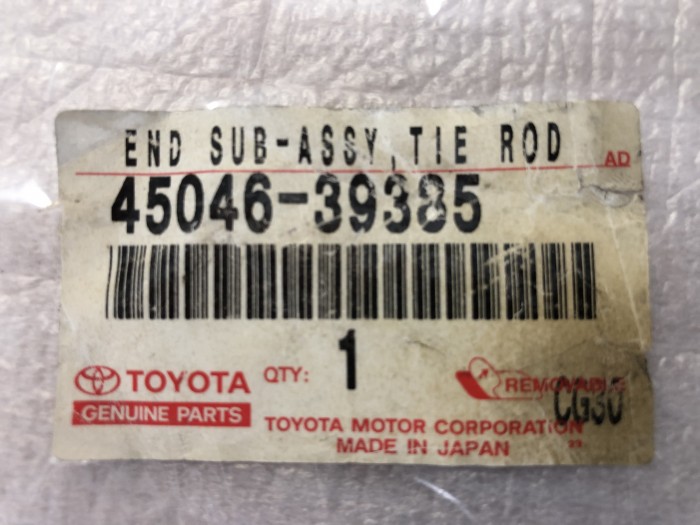 END SUB-ASSY, TIE ROD
AD
45046-39385
1
TOYOTA QTY:
REMOVABLE
GENUINE PARTS
CG30
TOYOTA MOTOR CORPORATION
MADE IN JAPAN